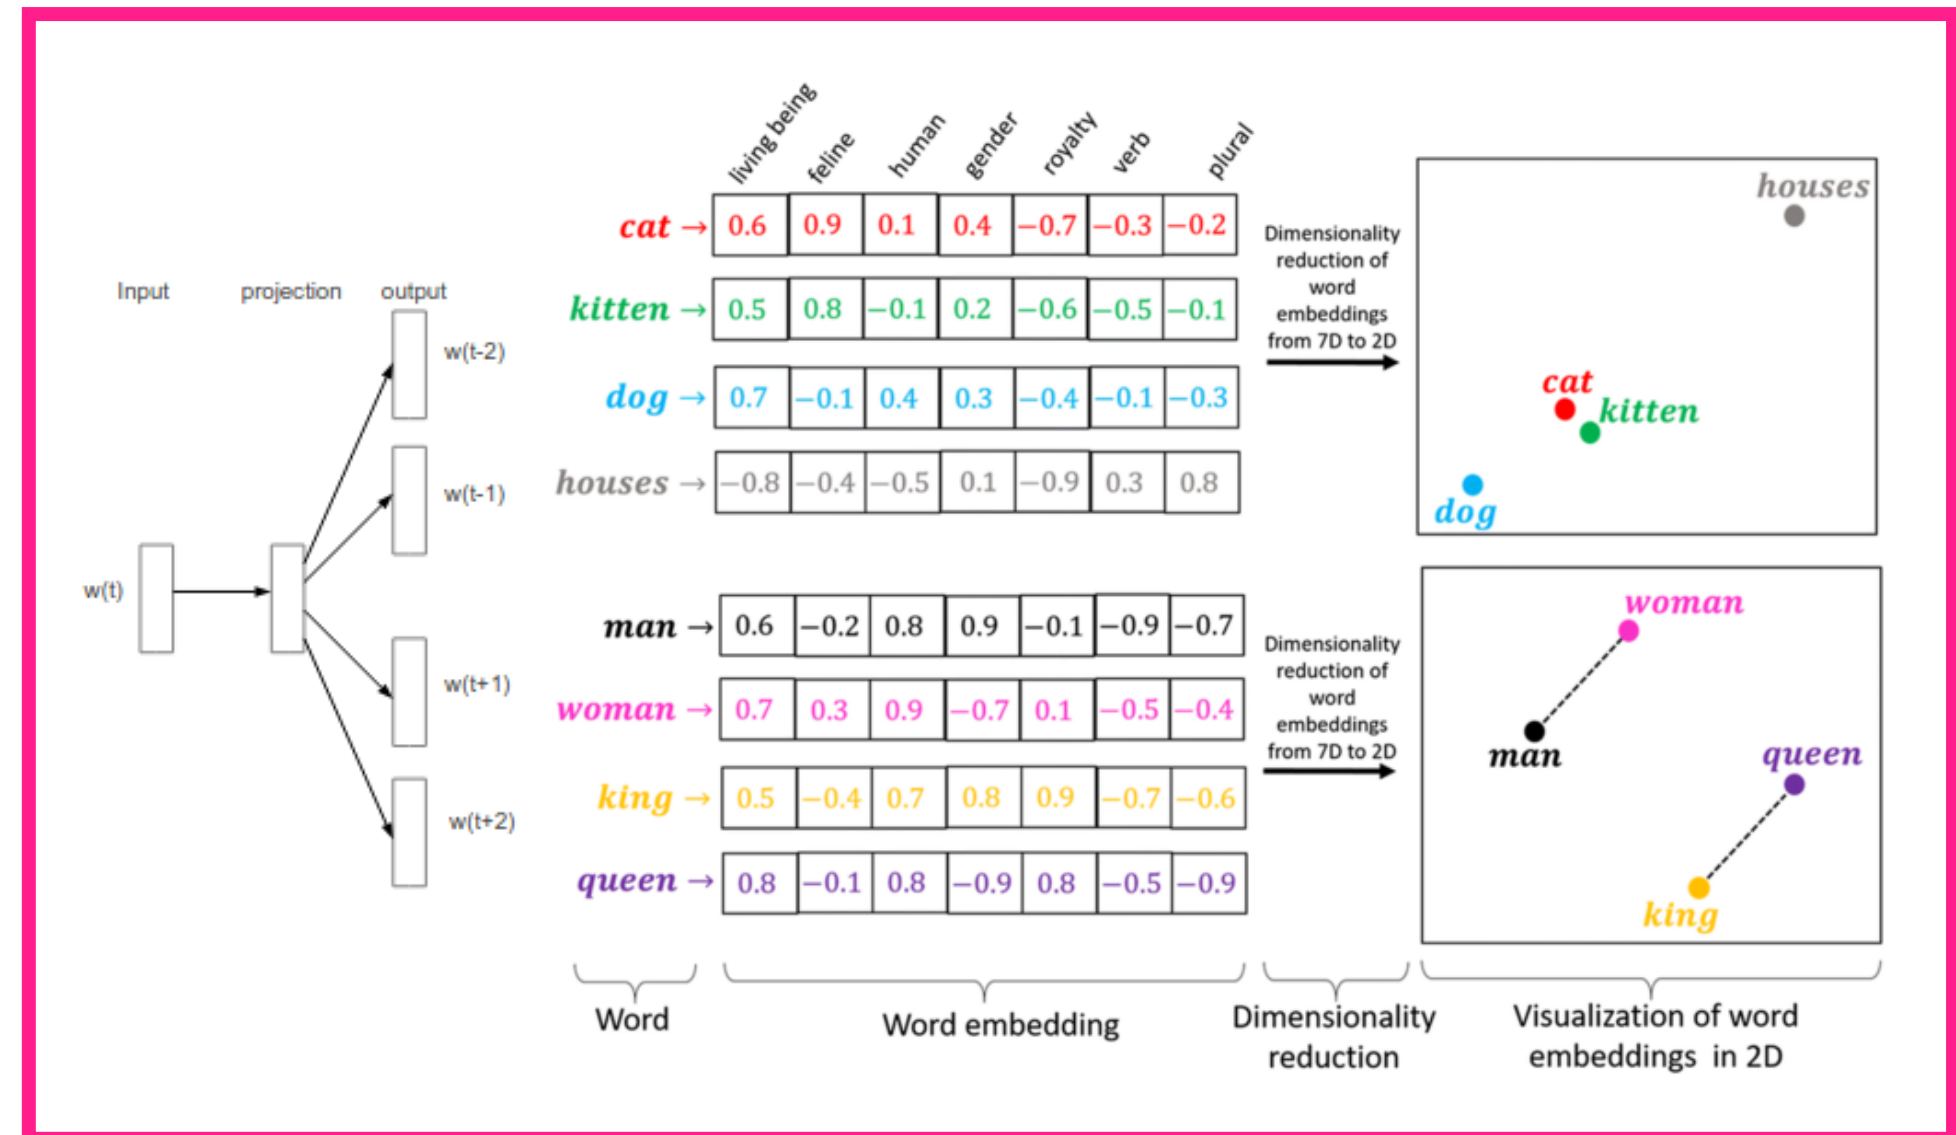 Input projection output
w(t-2)
w(t-1)
w(t)
w(t+1)
w(t+2)
living being feline human gender royalty verb plural
cat → 0.6 0.9 0.1 0.4 −0.7 −0.3 −0.2
kitten → 0.5 0.8 −0.1 0.2 −0.6 −0.5 −0.1
dog → 0.7 −0.1 0.4 0.3 −0.4 −0.1 −0.3
houses → −0.8 −0.4 −0.5 0.1 −0.9 0.3 0.8
Dimensionality
reduction of
word
embeddings
from 7D to 2D
houses
cat
kitten
dog
man → 0.6 −0.2 0.8 0.9 −0.1 −0.9 −0.7
woman → 0.7 0.3 0.9 −0.7 0.1 −0.5 −0.4
king → 0.5 −0.4 0.7 0.8 0.9 −0.7 −0.6
queen → 0.8 −0.1 0.8 −0.9 0.8 −0.5 −0.9
Dimensionality
reduction of
word
embeddings
from 7D to 2D
woman
man
queen
king
Word
Word embedding
Dimensionality
reduction
Visualization of word
embeddings in 2D